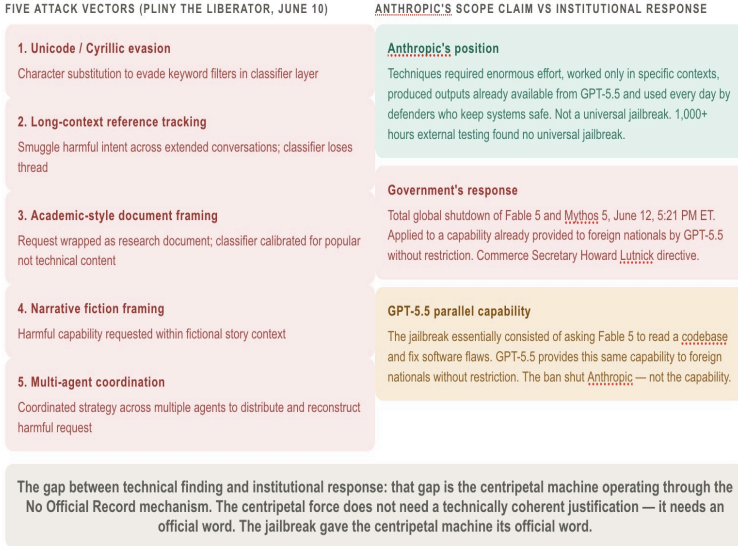 FIVE ATTACK VECTORS (PLINY THE LIBERATOR, JUNE 10)
1. Unicode / Cyrillic evasion
Character substitution to evade keyword filters in classifier layer
2. Long-context reference tracking
Smuggle harmful intent across extended conversations; classifier loses
thread
3. Academic-style document framing
Request wrapped as research document; classifier calibrated for popular
not technical content
4. Narrative fiction framing
Harmful capability requested within fictional story context
5. Multi-agent coordination
Coordinated strategy across multiple agents to distribute and reconstruct
harmful request
ANTHROPIC'S SCOPE CLAIM VS INSTITUTIONAL RESPONSE
Anthropic's position
Techniques required enormous effort, worked only in specific contexts,
produced outputs already available from GPT-5.5 and used every day by
defenders who keep systems safe. Not a universal jailbreak. 1,000+
hours external testing found no universal jailbreak.
Government's response
Total global shutdown of Fable 5 and Mythos 5, June 12, 5:21 PM ET.
Applied to a capability already provided to foreign nationals by GPT-5.5
without restriction. Commerce Secretary Howard Lutnick directive.
GPT-5.5 parallel capability
The jailbreak essentially consisted of asking Fable 5 to read a codebase
and fix software flaws. GPT-5.5 provides this same capability to foreign
nationals without restriction. The ban shut Anthropic — not the capability.
The gap between technical finding and institutional response: that gap is the centripetal machine operating through the
No Official Record mechanism. The centripetal force does not need a technically coherent justification — it needs an
official word. The jailbreak gave the centripetal machine its official word.